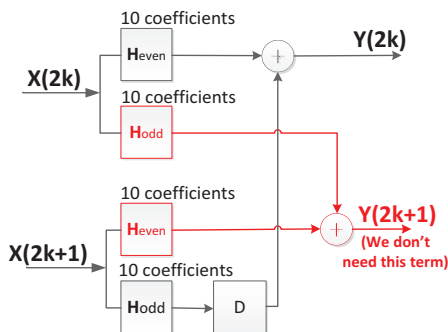 10 coefficients
Y(2k)
Heven
X(2k)
10 coefficients
Hodd
10 coefficients
Y(2k+1)
Heven
(We don't
need this term)
X(2k+1)
10 coefficients
Hodd
D